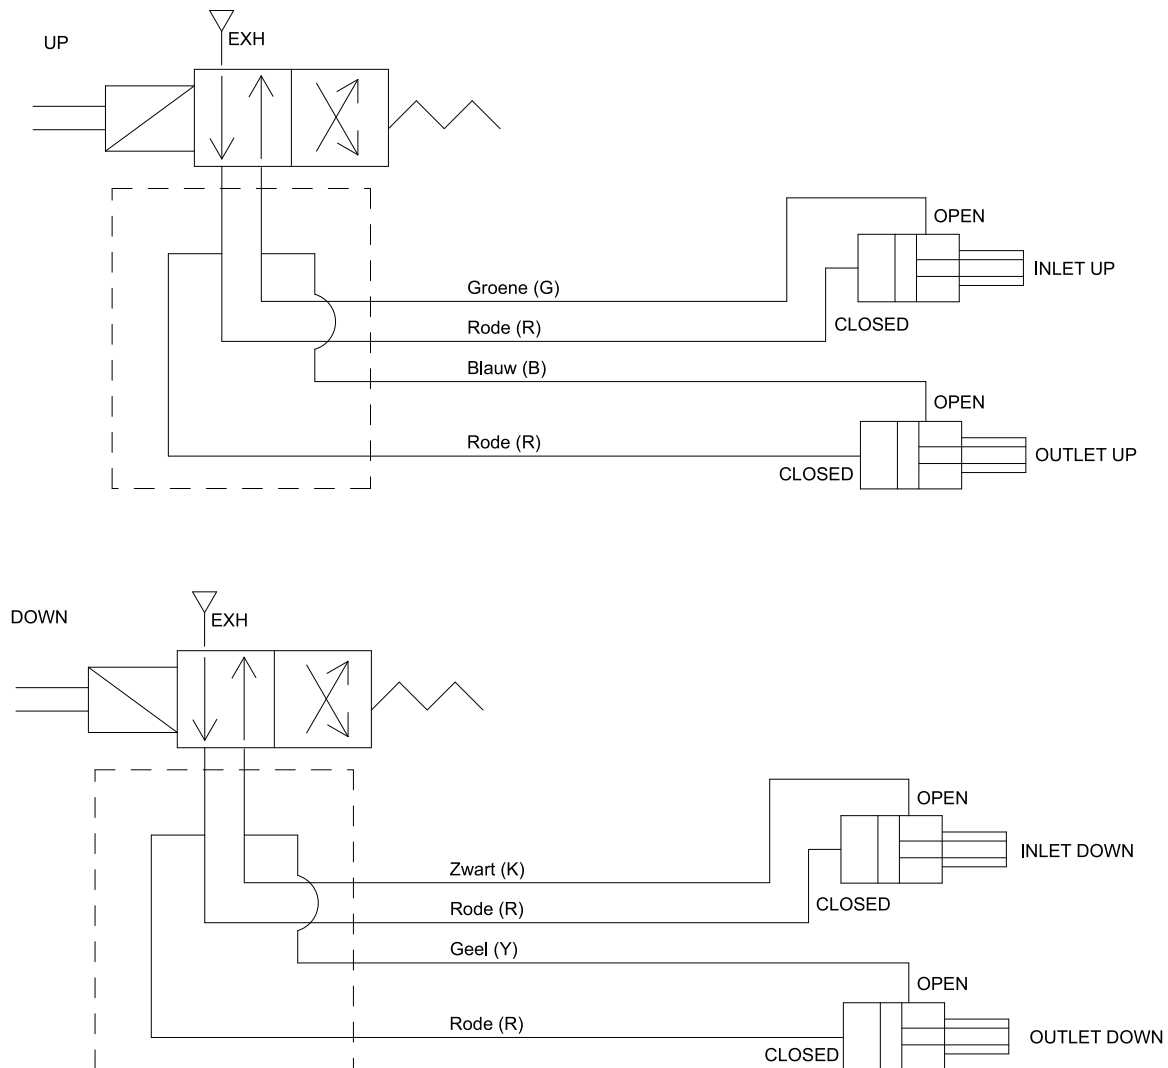 UP
EXH
OPEN
INLET UP
Groene (G)
CLOSED
Rode (R)
Blauw (B)
OPEN
Rode (R)
OUTLET UP
CLOSED
DOWN
EXH
OPEN
INLET DOWN
Zwart (K)
CLOSED
Rode (R)
Geel (Y)
OPEN
Rode (R)
OUTLET DOWN
CLOSED